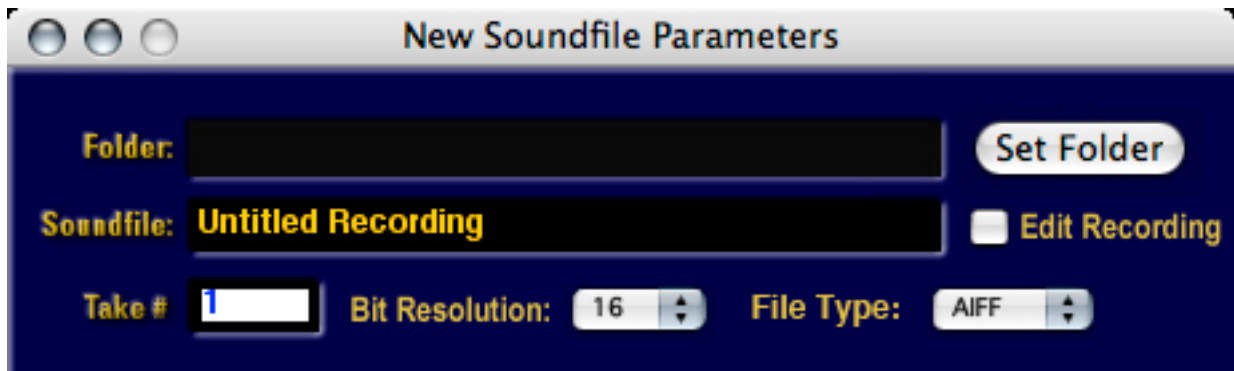 New Soundfile Parameters
Folder: Set Folder
Soundfile: Untitled Recording Edit Recording
Take # 1 Bit Resolution: 16 File Type: AIFF